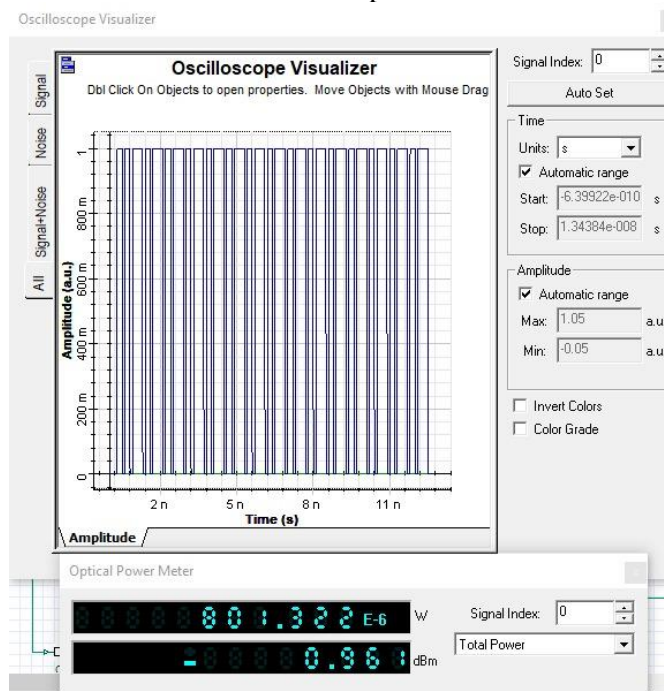 Oscilloscope Visualizer
Signal
Noise
Signal+Noise
All
Oscilloscope Visualizer
Dbl Click On Objects to open properties. Move Objects with Mouse Drag
Amplitude (a.u.)
1
800 m
600 m
400 m
200 m
0
2 n 5 n 8 n 11 n
Time (s)
Amplitude
Signal Index: 0
Auto Set
Time
Units: s
Automatic range
Start: -6.39922e-010 s
Stop: 1.34384e-008 s
Amplitude
Automatic range
Max: 1.05 a.u
Min: -0.05 a.u
Invert Colors
Color Grade
Optical Power Meter
801.322 E-6 W
- 0.961 dBm
Signal Index: 0
Total Power